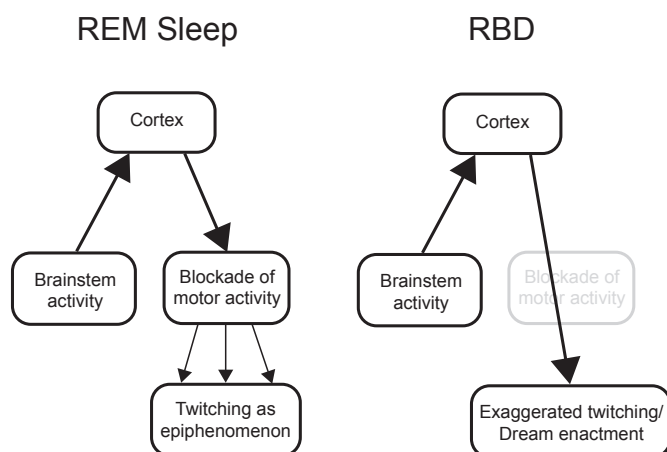 REM Sleep
Cortex
Brainstem
activity
Blockade of
motor activity
Twitching as
epiphenomenon
RBD
Cortex
Brainstem
activity
Blockade of
motor activity
Exaggerated twitching/
Dream enactment